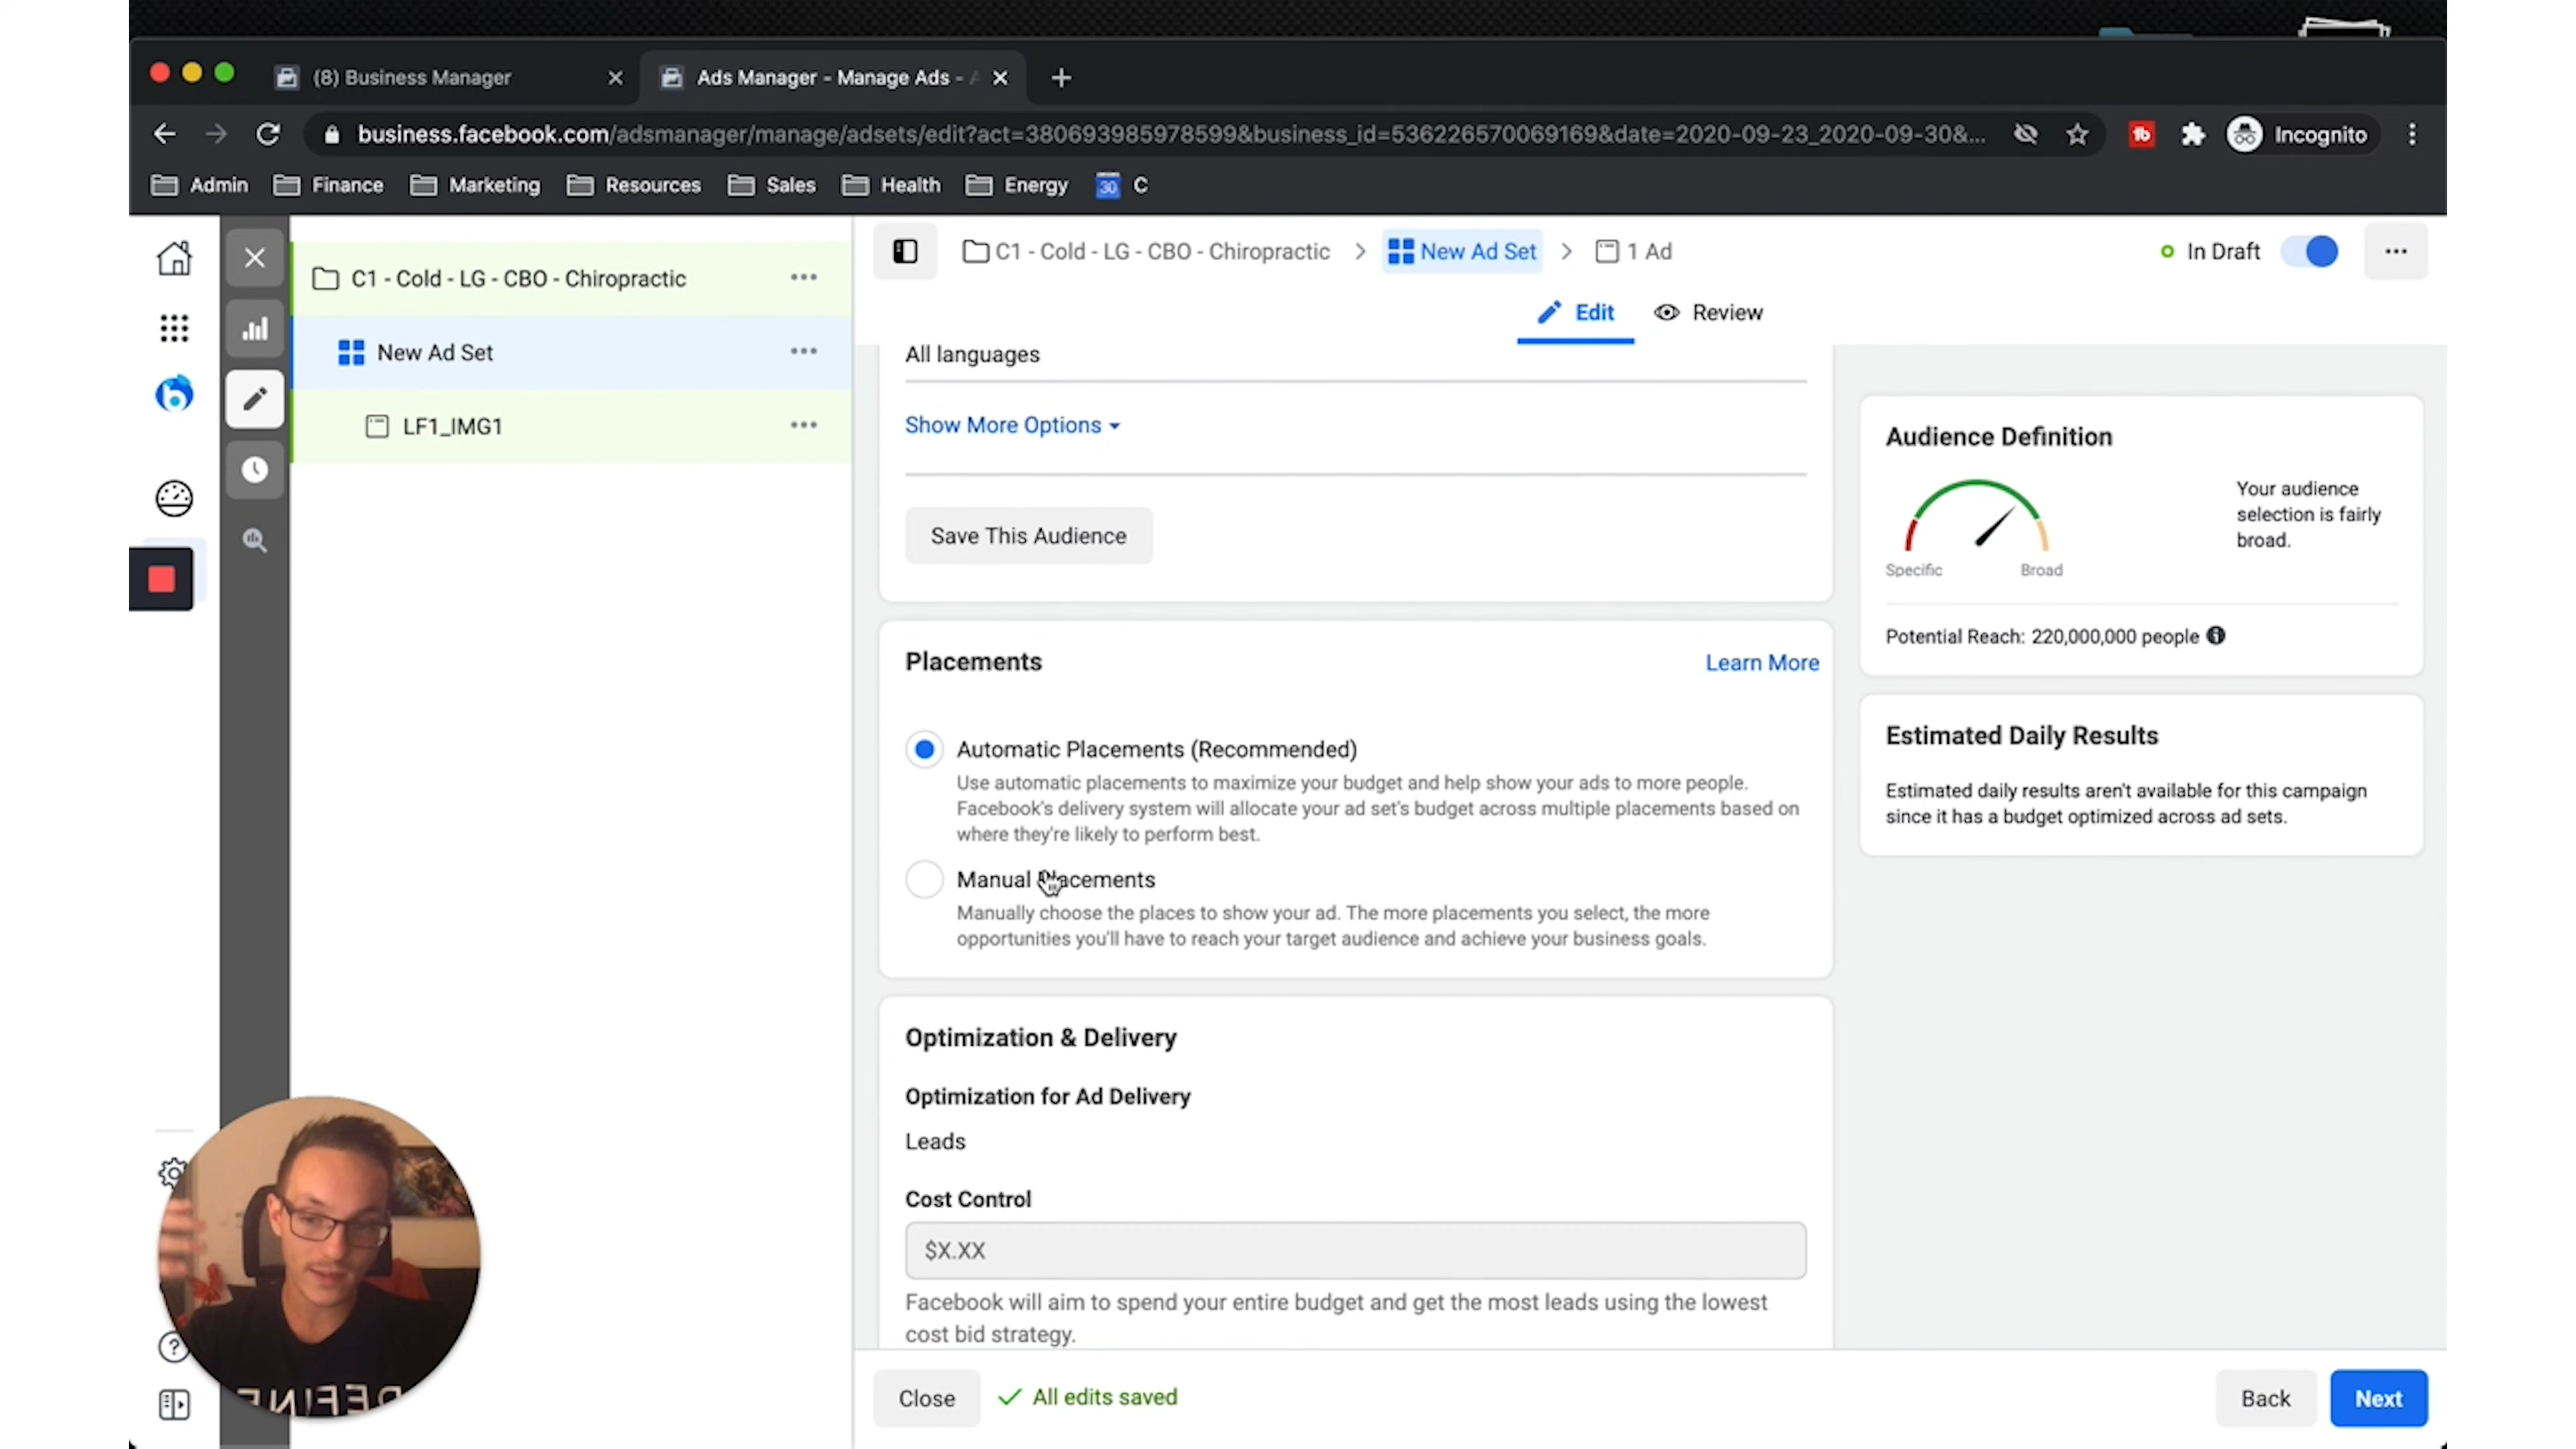 (8) Business Manager
Ads Manager - Manage Ads -
business.facebook.com/adsmanager/manage/adsets/edit?act=380693985978599&business_id=536226570069169&date=2020-09-23_2020-09-30&...
Incognito
Admin
Finance
Marketing
Resources
Sales
Health
Energy
30
C
C1 - Cold - LG - CBO - Chiropractic
New Ad Set
LF1_IMG1
C1 - Cold - LG - CBO - Chiropractic
New Ad Set
1 Ad
In Draft
Edit
Review
All languages
Show More Options
Save This Audience
Placements
Learn More
Automatic Placements (Recommended)
Use automatic placements to maximize your budget and help show your ads to more people.
Facebook's delivery system will allocate your ad set's budget across multiple placements based on
where they're likely to perform best.
Manual Placements
Manually choose the places to show your ad. The more placements you select, the more
opportunities you'll have to reach your target audience and achieve your business goals.
Optimization & Delivery
Optimization for Ad Delivery
Leads
Cost Control
$X.XX
Facebook will aim to spend your entire budget and get the most leads using the lowest
cost bid strategy.
Audience Definition
Your audience
selection is fairly
broad.
Specific
Broad
Potential Reach: 220,000,000 people
Estimated Daily Results
Estimated daily results aren't available for this campaign
since it has a budget optimized across ad sets.
Close
All edits saved
Back
Next